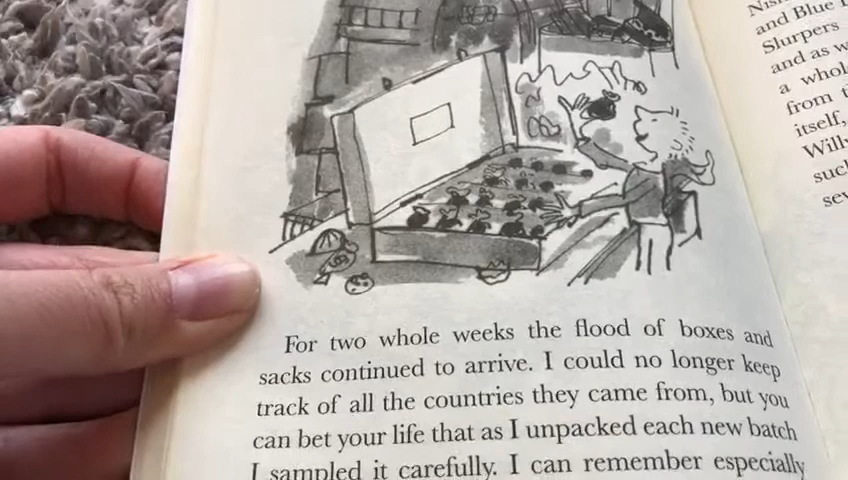 For two whole weeks the flood of boxes and
sacks continued to arrive. I could no longer keep
track of all the countries they came from, but you
can bet your life that as I unpacked each new batch
I sampled it carefully. I can remember especially
and Blue
Slurpers
and as w
a whol
from t
itself,
Willy
suc
sev